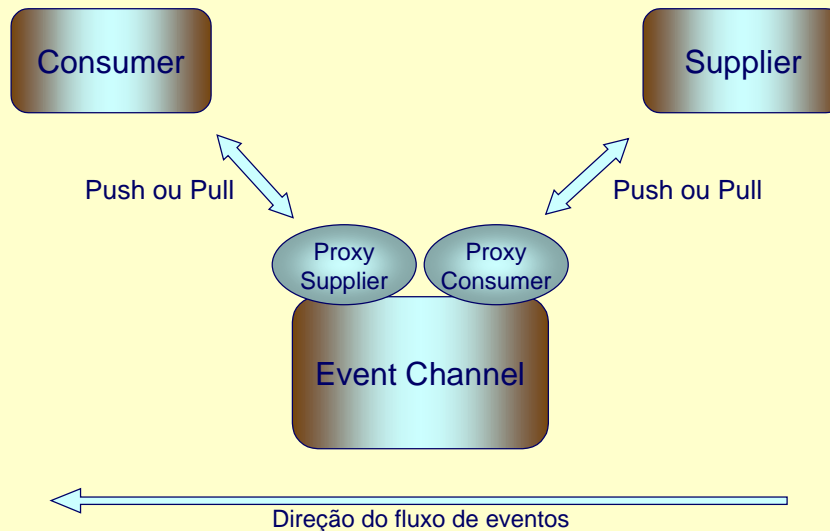 Consumer
Supplier
Push ou Pull
Push ou Pull
Proxy
Supplier
Proxy
Consumer
Event Channel
Direção do fluxo de eventos